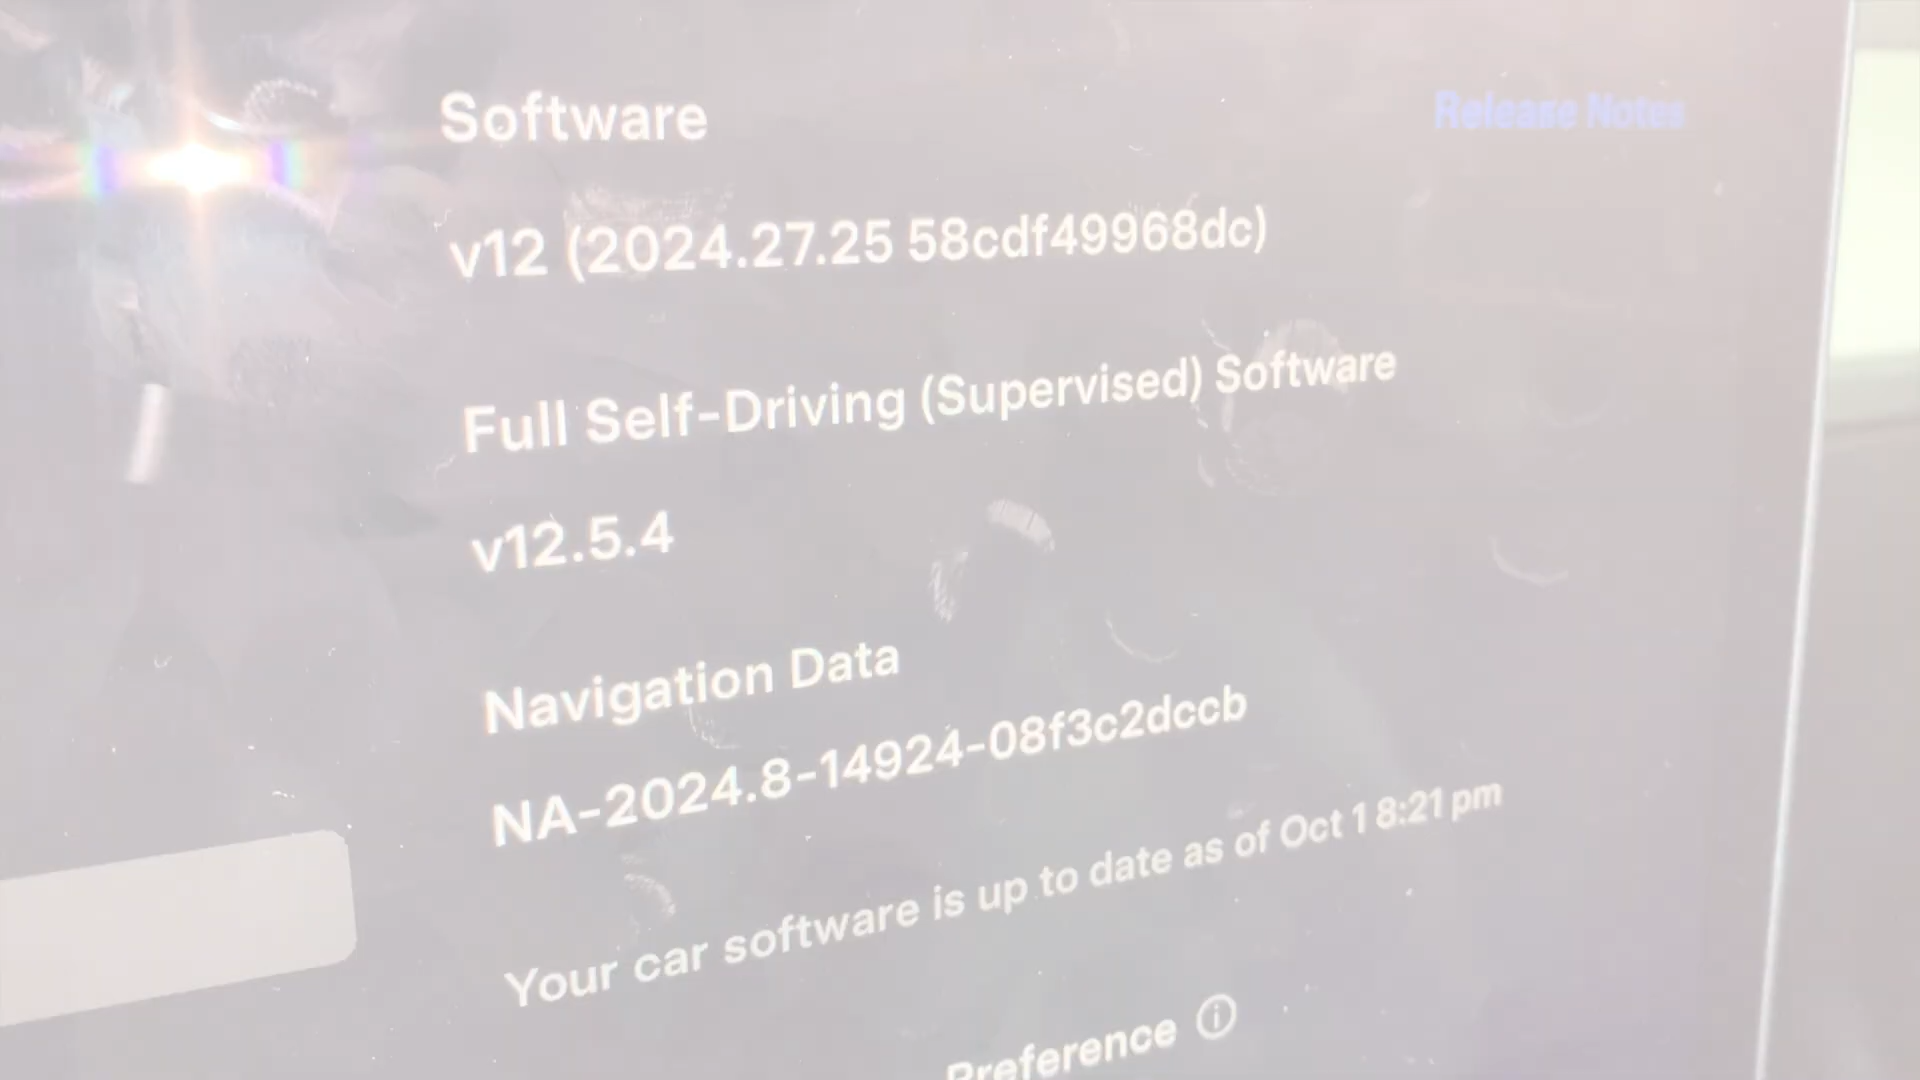 Software
Release Notes
v12 (2024.27.25 58cdf49968dc)
Full Self-Driving (Supervised) Software
v12.5.4
Navigation Data
NA-2024.8-14924-08f3c2dccb
Your car software is up to date as of Oct 1 8:21 pm
Preference